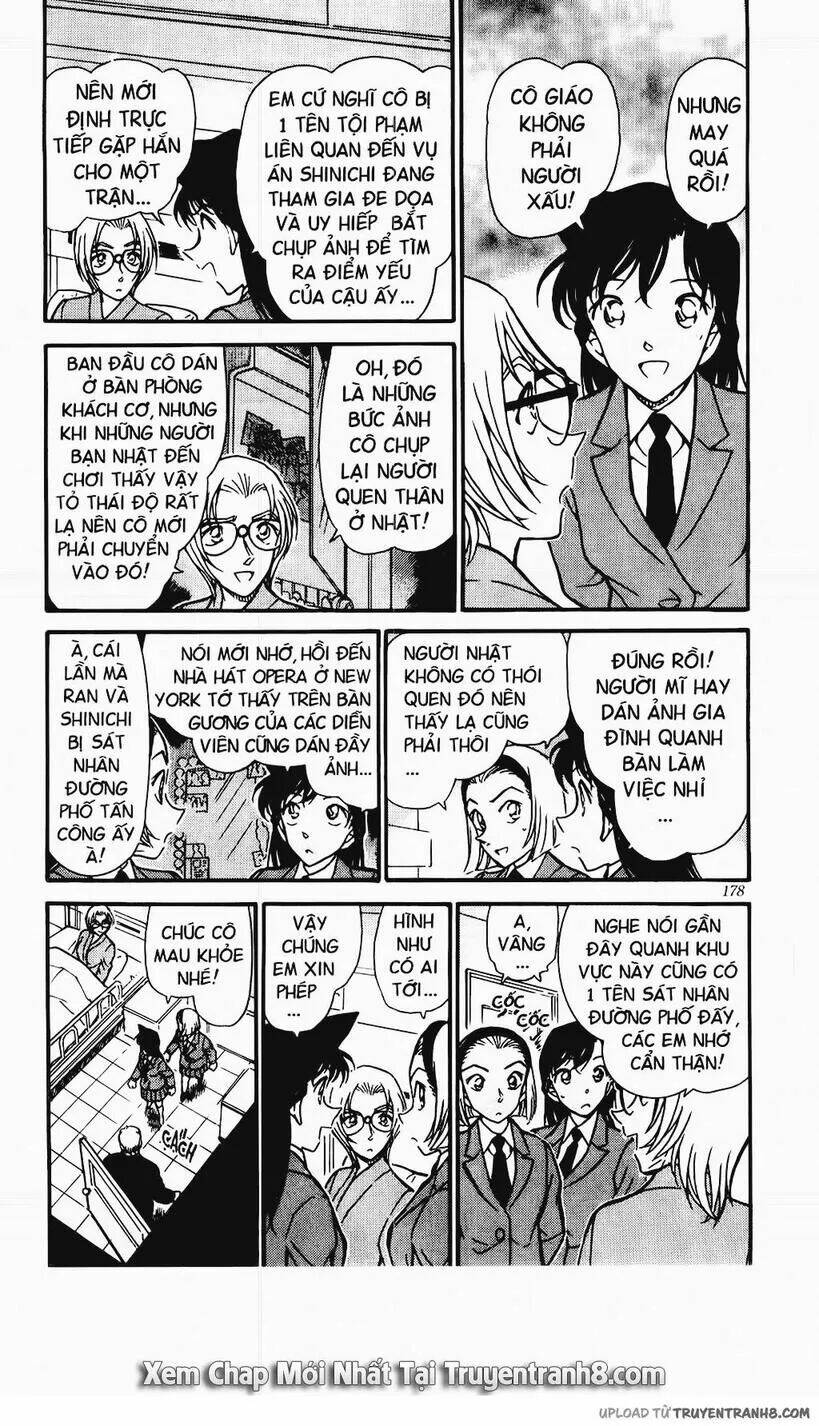 NHƯNG
MAY
QUÁ
RỒI!
CÔ GIÁO
KHÔNG
PHẢI
NGƯỜI
XẤU!
EM CỨ NGHĨ CÔ BỊ
1 TÊN TỘI PHẠM
LIÊN QUAN ĐẾN VỤ
ÁN SHINICHI ĐANG
THAM GIA ĐE DỌA
VÀ UY HIẾP BẮT
CHỤP ẢNH ĐỂ TÌM
RA ĐIỂM YẾU
CỦA CẬU ẤY...
NÊN MỚI
ĐỊNH TRỰC
TIẾP GẶP HẮN
CHO MỘT
TRẬN...
OH, ĐÓ
LÀ NHỮNG
BỨC ẢNH
CÔ CHỤP
LẠI NGƯỜI
QUEN THÂN
Ở NHẬT!
BAN ĐẦU CÔ DÁN
Ở BÀN PHÒNG
KHÁCH CƠ, NHƯNG
KHI NHỮNG NGƯỜI
BẠN NHẬT ĐẾN
CHƠI THẤY VẬY
TỎ THÁI ĐỘ RẤT
LẠ NÊN CÔ MỚI
PHẢI CHUYỂN
VÀO ĐÓ!
ĐÚNG RỒI!
NGƯỜI MĨ HAY
DÁN ẢNH GIA
ĐÌNH QUANH
BÀN LÀM
VIỆC NHỈ
...
NGƯỜI NHẬT
KHÔNG CÓ THÓI
QUEN ĐÓ NÊN
THẤY LẠ CŨNG
PHẢI THÔI
...
NÓI MỚI NHỚ, HỒI ĐẾN
NHÀ HÁT OPERA Ở NEW
YORK TỚ THẤY TRÊN BÀN
GƯƠNG CỦA CÁC DIỄN
VIÊN CŨNG DÁN ĐẦY
ẢNH...
À, CÁI
LẦN MÀ
RAN VÀ
SHINICHI
BỊ SÁT
NHÂN
ĐƯỜNG
PHỐ TẤN
CÔNG ẤY
À!
178
NGHE NÓI GẦN
ĐÂY QUANH KHU
VỰC NÀY CŨNG CÓ
1 TÊN SÁT NHÂN
ĐƯỜNG PHỐ ĐẤY,
CÁC EM NHỚ
CẨN THẬN!
A,
VÂNG
...
CỐC
CỐC
HÌNH
NHƯ
CÓ AI
TỚI...
VẬY
CHÚNG
EM XIN
PHÉP
...
CHÚC CÔ
MAU KHỎE
NHÉ!
CẠCH
Xem Chap Mới Nhất Tại Truyentranh8.com
UPLOAD TỪ TRUYENTRANH8.COM